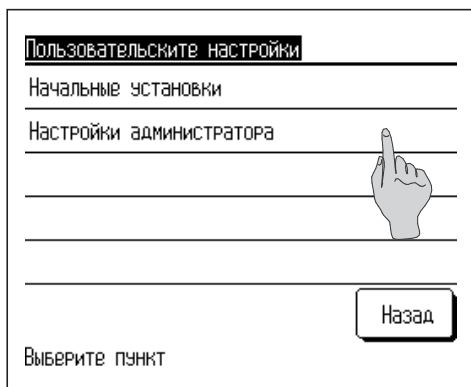 Пользовательските настройки
Начальные установки
Настройки администратора
Назад
Выберите пункт